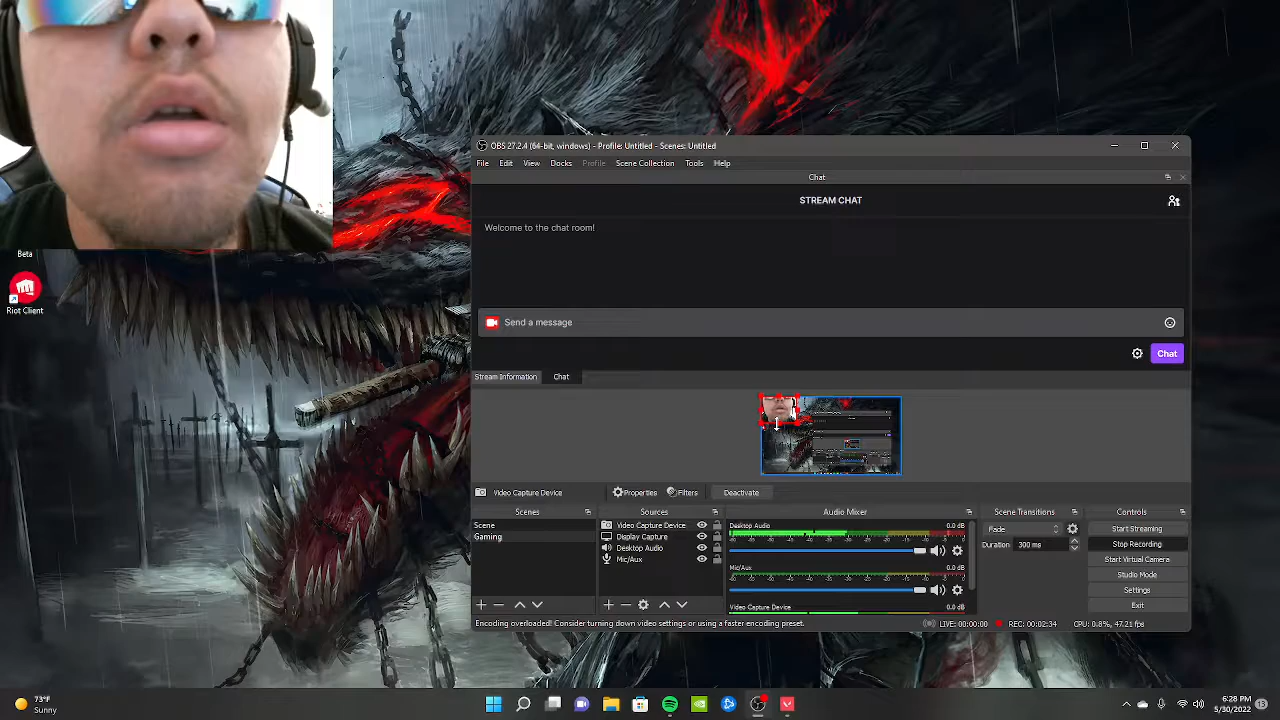 Beta
Riot Client
OBS 27.2.4 (64-bit, windows) - Profile: Untitled - Scenes: Untitled
File Edit View Docks Profile Scene Collection Tools Help
Chat
STREAM CHAT
Welcome to the chat room!
Send a message
Chat
Stream Information Chat
Video Capture Device Properties Filters Deactivate
Scenes Sources Audio Mixer Scene Transitions Controls
Scene
Gaming
Video Capture Device
Display Capture
Desktop Audio
Mic/Aux
Desktop Audio 0.0 dB
Mic/Aux 0.0 dB
Video Capture Device 0.0 dB
Fade
Duration 300 ms
Start Streaming
Stop Recording
Start Virtual Camera
Studio Mode
Settings
Exit
Encoding overloaded! Consider turning down video settings or using a faster encoding preset. LIVE: 00:00:00 REC: 00:02:34 CPU: 0.8%, 47.21 fps
73°F
Sunny
6:28 PM
5/30/2022